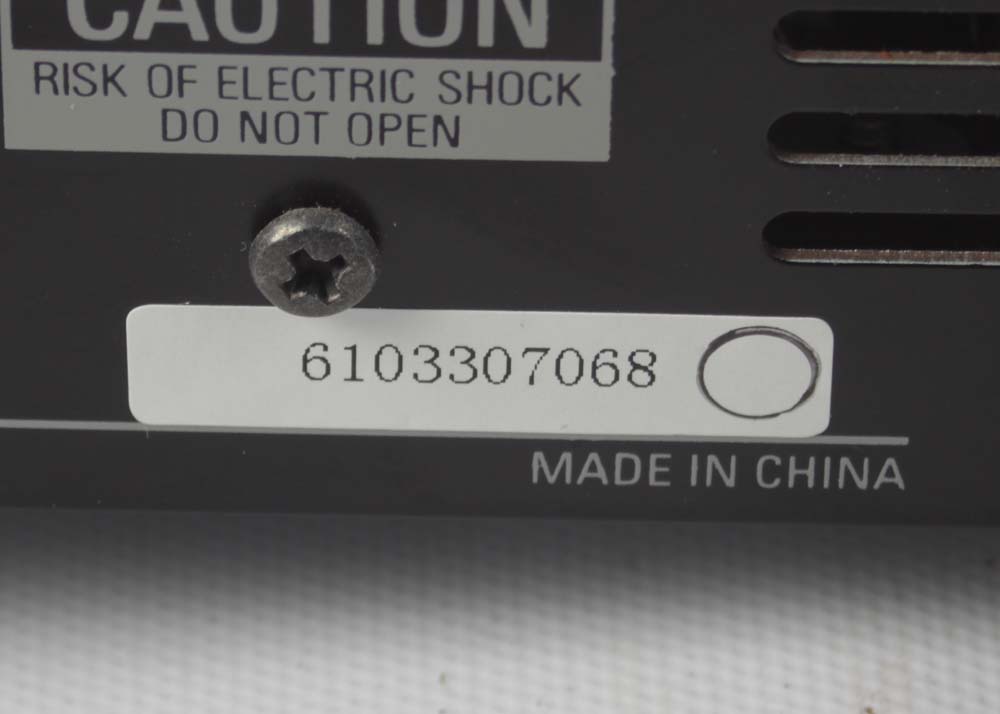 CAUTION
RISK OF ELECTRIC SHOCK
DO NOT OPEN
6103307068
MADE IN CHINA